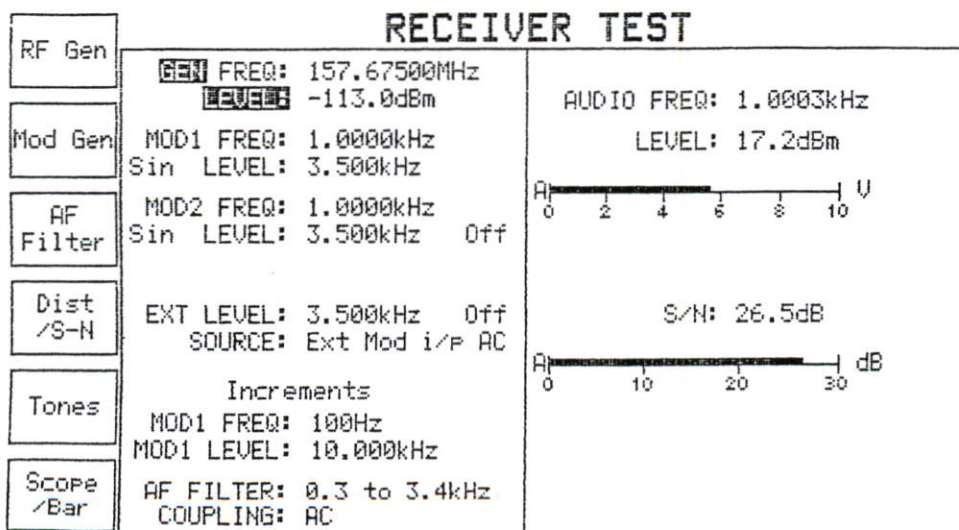 RECEIVER TEST
RF Gen
Mod Gen
AF
Filter
Dist
/S-N
Tones
Scope
/Bar
GEN FREQ: 157.67500MHz
LEVEL: -113.0dBm
MOD1 FREQ: 1.0000kHz
Sin LEVEL: 3.500kHz
MOD2 FREQ: 1.0000kHz
Sin LEVEL: 3.500kHz Off
EXT LEVEL: 3.500kHz Off
SOURCE: Ext Mod i/p AC
Increments
MOD1 FREQ: 100Hz
MOD1 LEVEL: 10.000kHz
AF FILTER: 0.3 to 3.4kHz
COUPLING: AC
AUDIO FREQ: 1.0003kHz
LEVEL: 17.2dBm
A V
0 2 4 6 8 10
S/N: 26.5dB
A dB
0 10 20 30